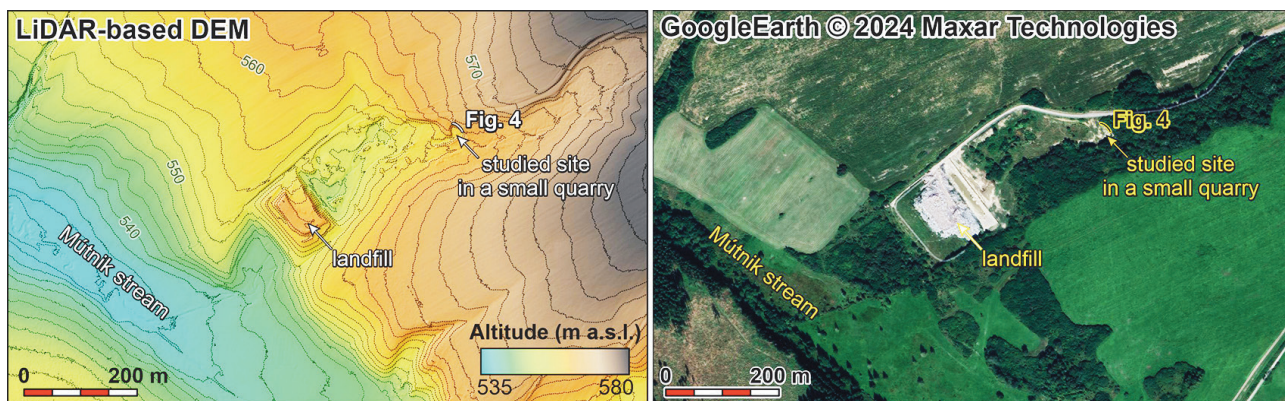 LiDAR-based DEM
560
570
Fig. 4
studied site
in a small quarry
550
540
Mútnik stream
landfill
Altitude (m a.s.l.)
535
580
0
200 m
GoogleEarth © 2024 Maxar Technologies
Fig. 4
studied site
in a small quarry
Mútnik stream
landfill
0
200 m